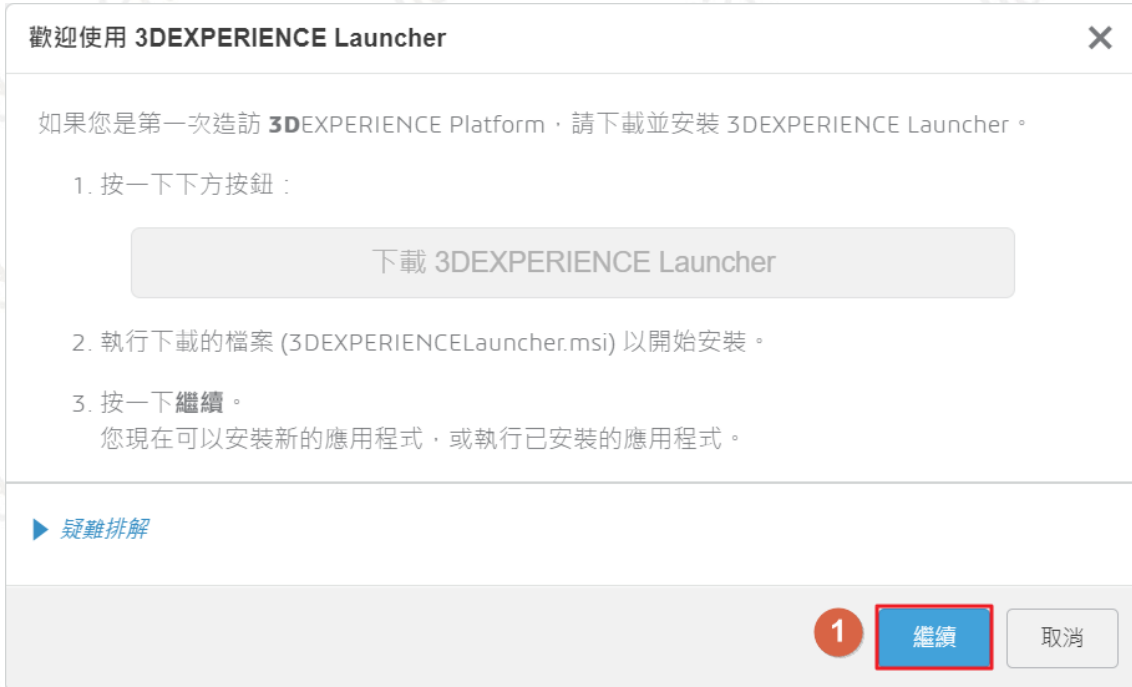 歡迎使用 3DEXPERIENCE Launcher
如果您是第一次造訪 3DEXPERIENCE Platform，請下載並安裝 3DEXPERIENCE Launcher。
1. 按一下下方按鈕：
下載 3DEXPERIENCE Launcher
2. 執行下載的檔案 (3DEXPERIENCELauncher.msi) 以開始安裝。
3. 按一下繼續。
您現在可以安裝新的應用程式，或執行已安裝的應用程式。
疑難排解
1 繼續 取消